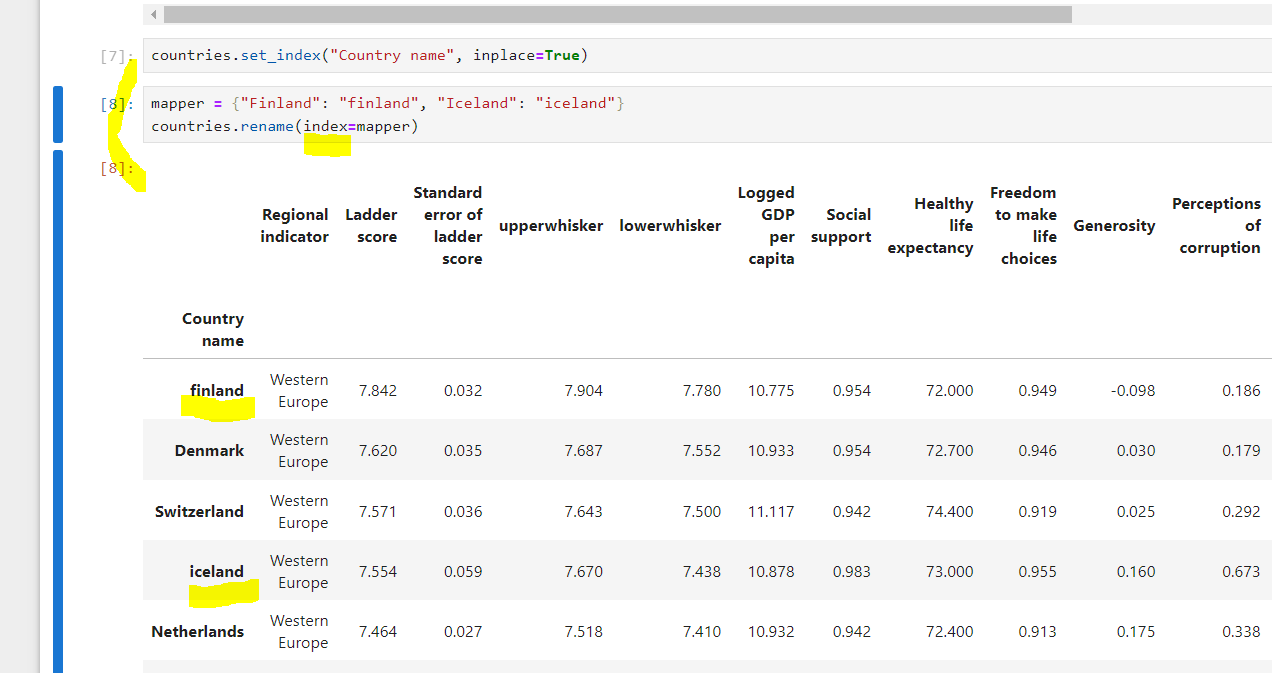 [7]: countries.set_index("Country name", inplace=True)
[8]: mapper = {"Finland": "finland", "Iceland": "iceland"}
countries.rename(index=mapper)
[8]:
Regional indicator Ladder score Standard error of ladder score upperwhisker lowerwhisker Logged GDP per capita Social support Healthy life expectancy Freedom to make life choices Generosity Perceptions of corruption
Country name
finland Western Europe 7.842 0.032 7.904 7.780 10.775 0.954 72.000 0.949 -0.098 0.186
Denmark Western Europe 7.620 0.035 7.687 7.552 10.933 0.954 72.700 0.946 0.030 0.179
Switzerland Western Europe 7.571 0.036 7.643 7.500 11.117 0.942 74.400 0.919 0.025 0.292
iceland Western Europe 7.554 0.059 7.670 7.438 10.878 0.983 73.000 0.955 0.160 0.673
Netherlands Western Europe 7.464 0.027 7.518 7.410 10.932 0.942 72.400 0.913 0.175 0.338